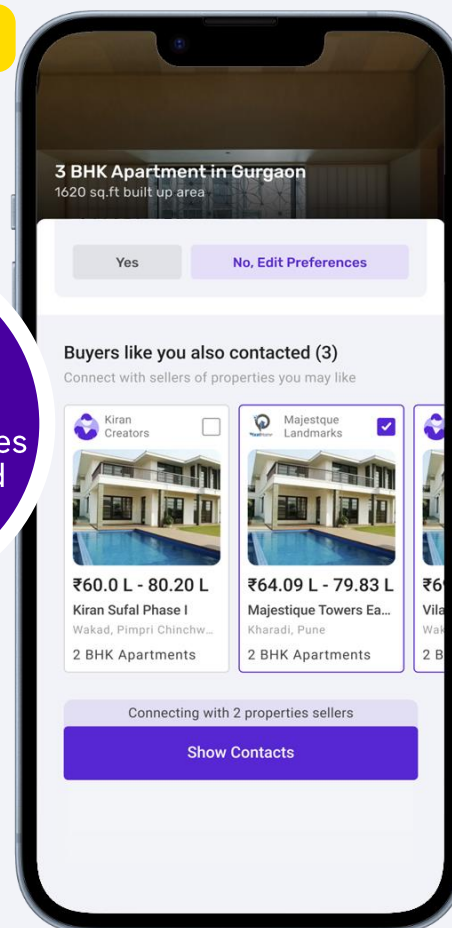 3 BHK Apartment in Gurgaon
1620 sq.ft built up area
Yes
No, Edit Preferences
Buyers like you also contacted (3)
Connect with sellers of properties you may like
Kiran
Creators
Majestque
Landmarks
₹60.0 L - 80.20 L
₹64.09 L - 79.83 L
Kiran Sufal Phase I
Majestique Towers Ea...
Wakad, Pimpri Chinchw...
Kharadi, Pune
2 BHK Apartments
2 BHK Apartments
Connecting with 2 properties sellers
Show Contacts